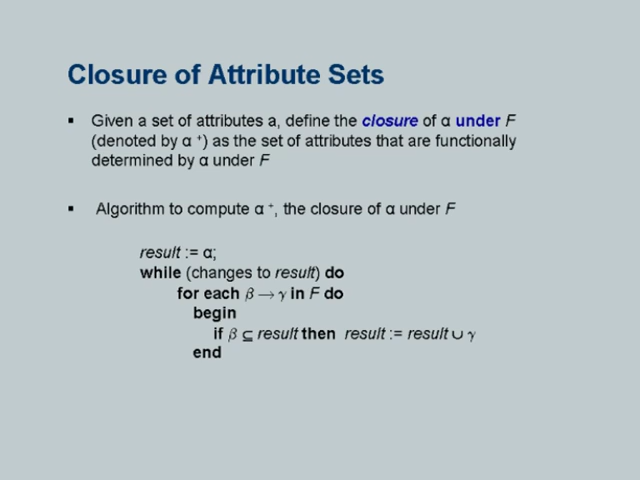 Closure of Attribute Sets
▪ Given a set of attributes a, define the closure of α under F
(denoted by α +) as the set of attributes that are functionally
determined by α under F
▪ Algorithm to compute α +, the closure of α under F
result := α;
while (changes to result) do
for each β → γ in F do
begin
if β ⊆ result then result := result ∪ γ
end